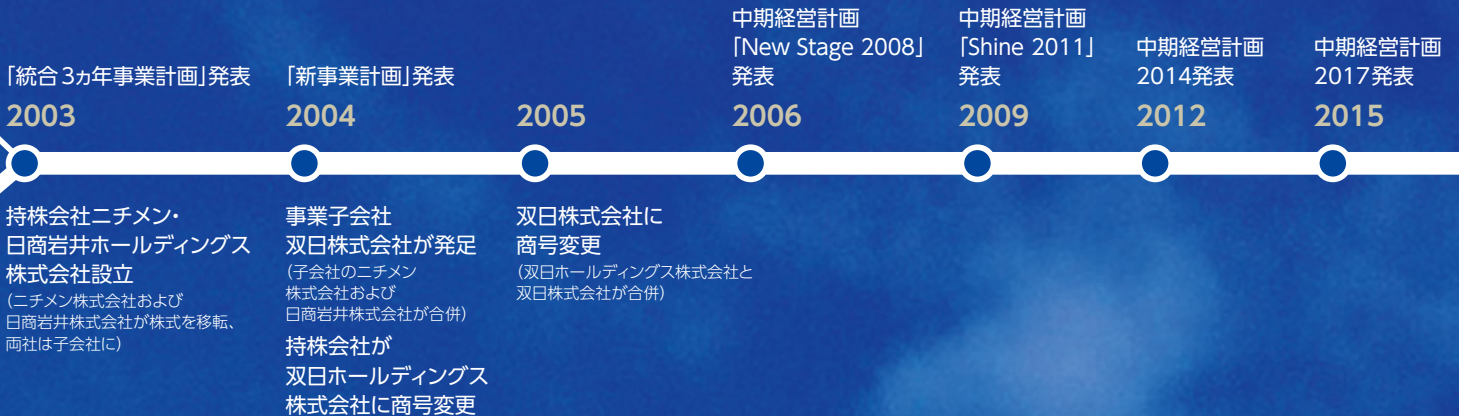 「統合3ヵ年事業計画」発表
2003
持株会社ニチメン・
日商岩井ホールディングス
株式会社設立
(ニチメン株式会社および
日商岩井株式会社が株式を移転、
両社は子会社に)
「新事業計画」発表
2004
事業子会社
双日株式会社が発足
(子会社のニチメン
株式会社および
日商岩井株式会社が合併)
持株会社が
双日ホールディングス
株式会社に商号変更
2005
双日株式会社に
商号変更
(双日ホールディングス株式会社と
双日株式会社が合併)
中期経営計画
「New Stage 2008」
発表
2006
中期経営計画
「Shine 2011」
発表
2009
中期経営計画
2014発表
2012
中期経営計画
2017発表
2015